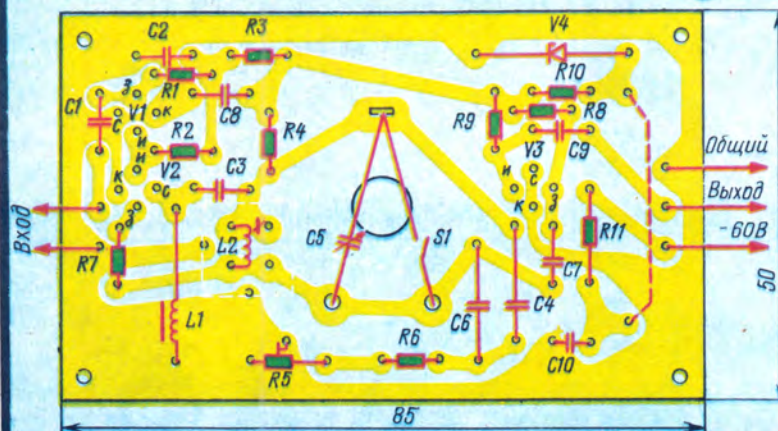 C2
R3
V4
R1
R10
C1
З
C
V1
К
C8
R9
R8
R4
C9
И
R2
И
V3
Общий
И
C
V2
C3
К
C
К
З
Выход
З
Вход
L2
C5
S1
R11
-60В
R7
C7
L1
C6
C4
50
R6
R5
C10
85